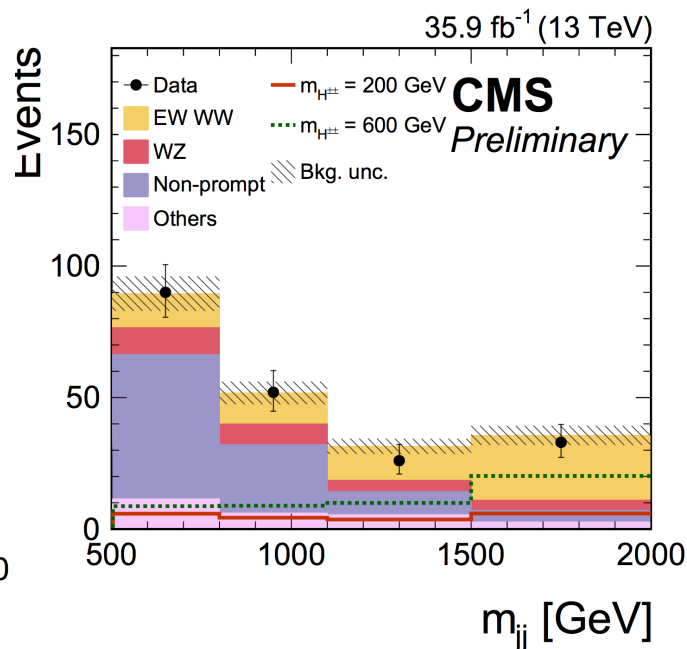 35.9 fb⁻¹ (13 TeV)
Events
150
100
50
0
Data
EW WW
WZ
Non-prompt
Others
m_H±± = 200 GeV
m_H±± = 600 GeV
Bkg. unc.
CMS
Preliminary
500 1000 1500 2000
0
m_jj [GeV]